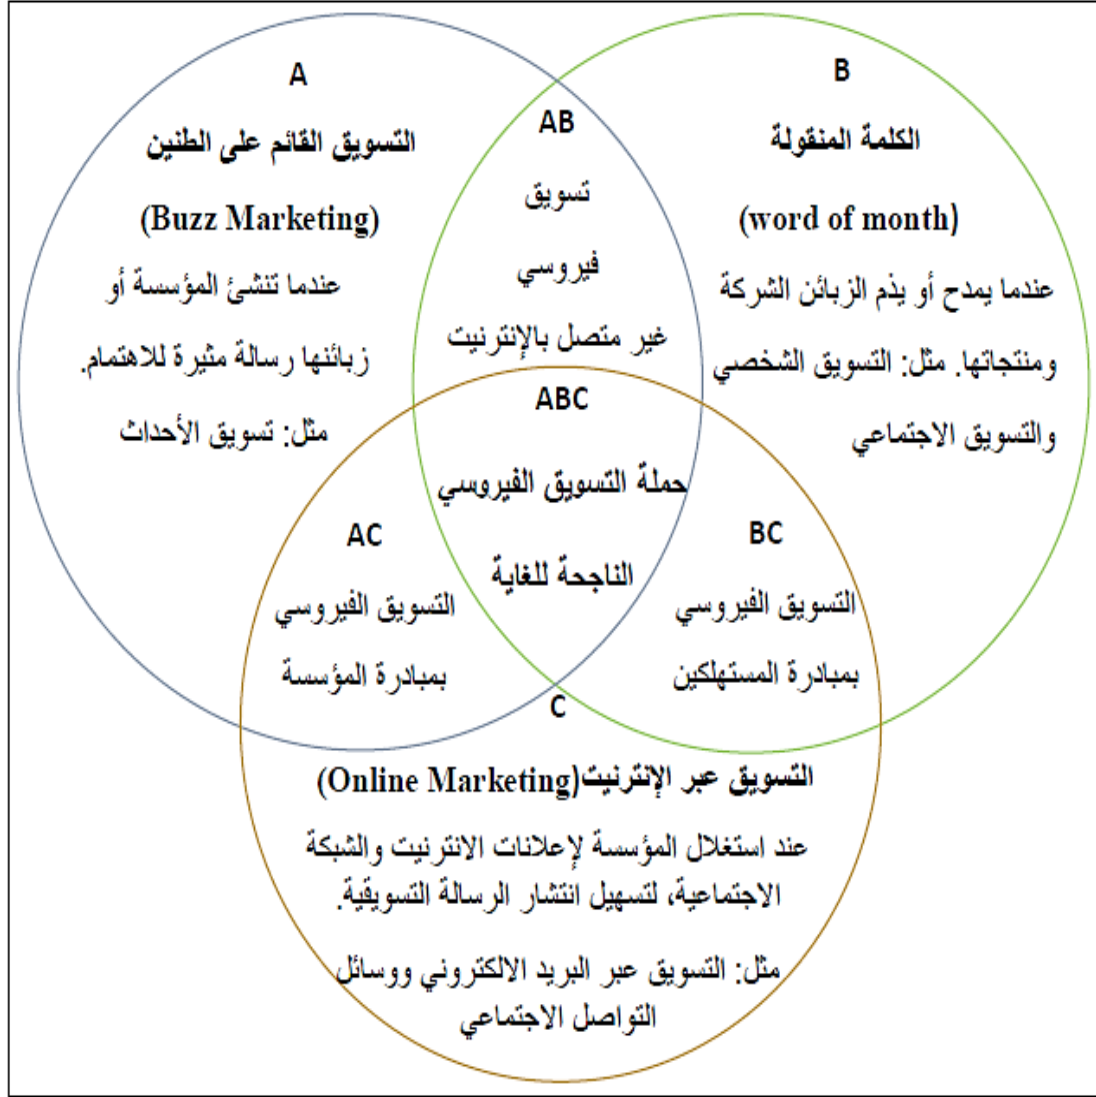 A
التسويق القائم على الطنين
(Buzz Marketing)
عندما تنشئ المؤسسة أو
زبائنها رسالة مثيرة للاهتمام.
مثل: تسويق الأحداث
AB
تسويق
فيروسي
غير متصل بالإنترنيت
B
الكلمة المنقولة
(word of month)
عندما يمدح أو يذم الزبائن الشركة
ومنتجاتها. مثل: التسويق الشخصي
والتسويق الاجتماعي
ABC
حملة التسويق الفيروسي
الناجحة للغاية
AC
التسويق الفيروسي
بمبادرة المؤسسة
BC
التسويق الفيروسي
بمبادرة المستهلكين
C
التسويق عبر الإنترنيت(Online Marketing)
عند استغلال المؤسسة لإعلانات الانترنيت والشبكة
الاجتماعية، لتسهيل انتشار الرسالة التسويقية.
مثل: التسويق عبر البريد الالكتروني ووسائل
التواصل الاجتماعي